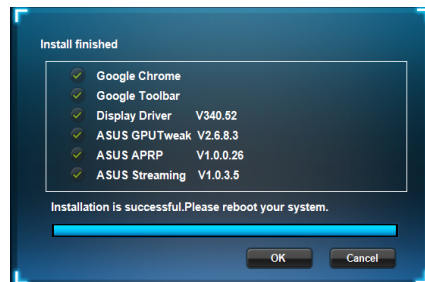 Install finished
Google Chrome
Google Toolbar
Display Driver V340.52
ASUS GPUTweak V2.6.8.3
ASUS APRP V1.0.0.26
ASUS Streaming V1.0.3.5
Installation is successful.Please reboot your system.
OK Cancel